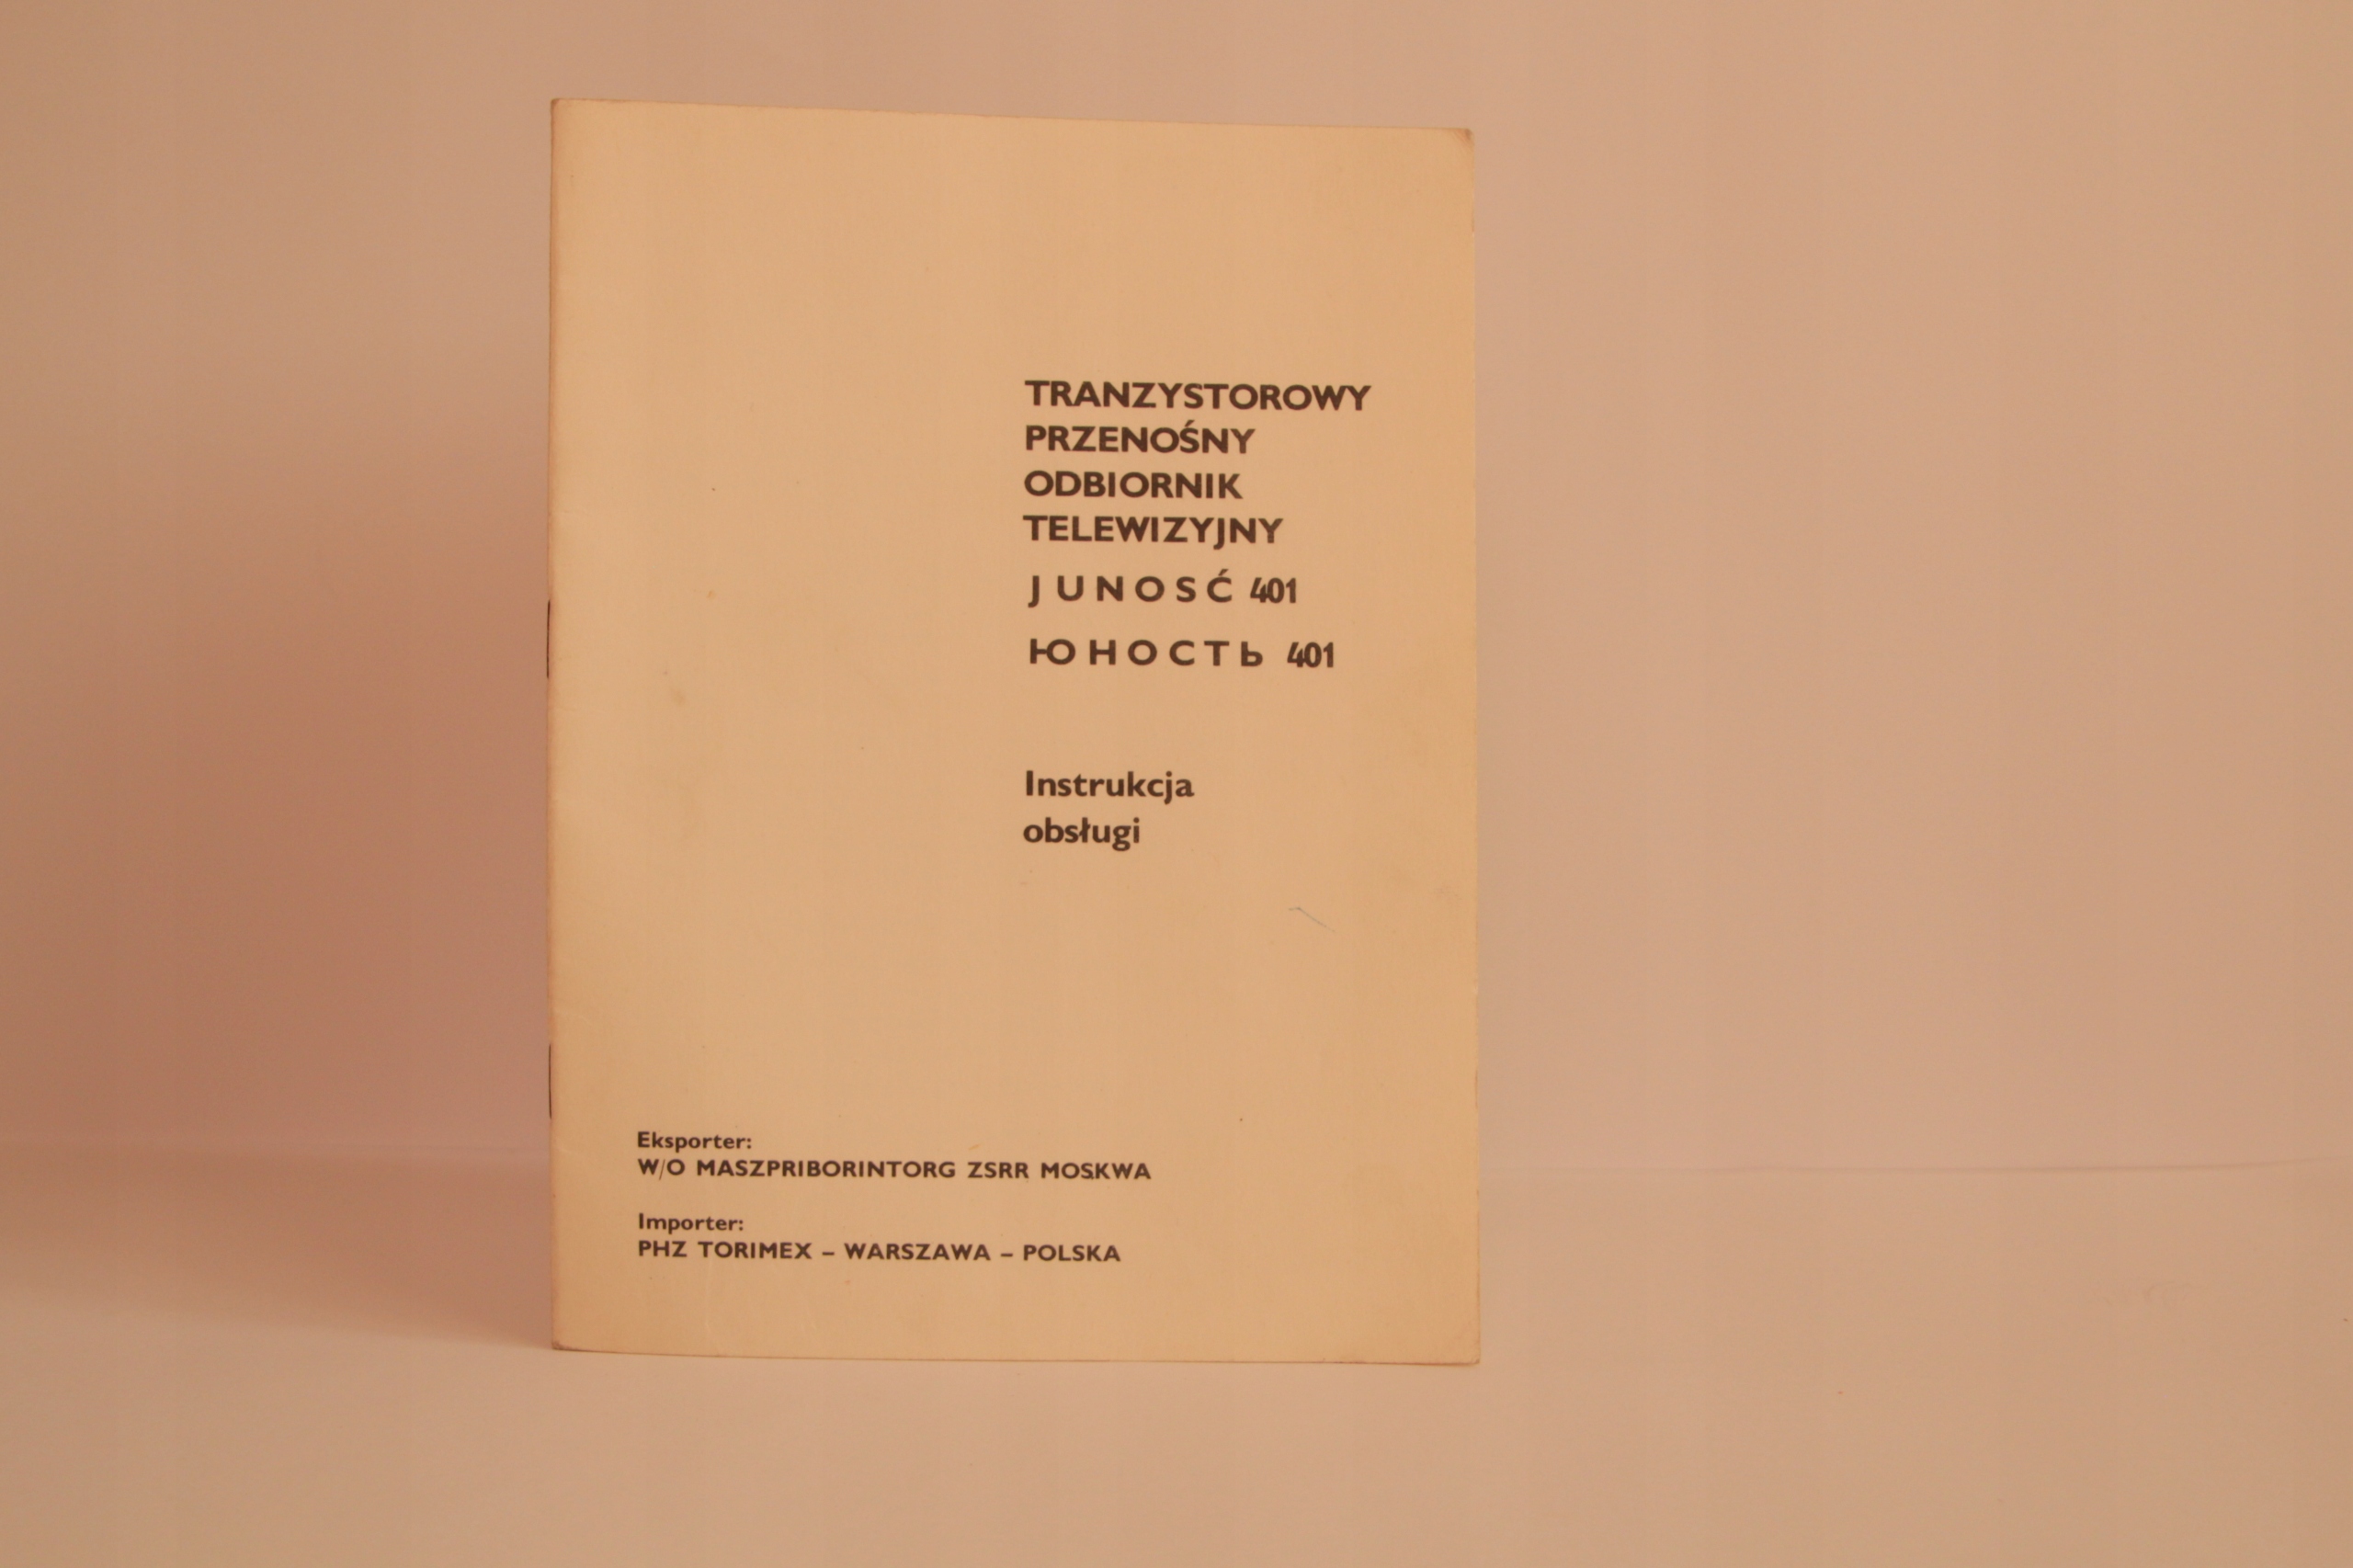 TRANZYSTOROWY
PRZENOŚNY
ODBIORNIK
TELEWIZYJNY
JUNOSĆ 401
ЮНОСТЬ 401
Instrukcja
obsługi
Eksporter:
W/O MASZPRIBORINTORG ZSRR MOSKWA
Importer:
PHZ TORIMEX – WARSZAWA – POLSKA